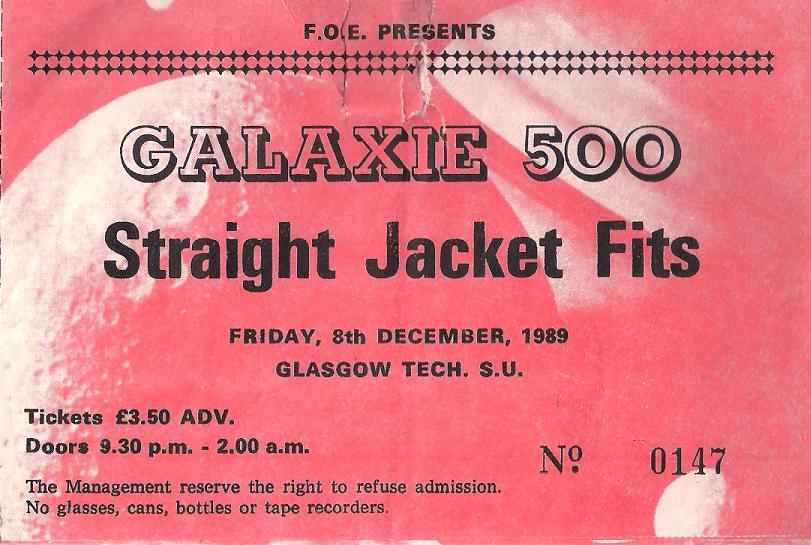 F.O.E. PRESENTS
GALAXIE 500
Straight Jacket Fits
FRIDAY, 8th DECEMBER, 1989
GLASGOW TECH. S.U.
Tickets £3.50 ADV.
Doors 9.30 p.m. - 2.00 a.m.
Nº 0147
The Management reserve the right to refuse admission.
No glasses, cans, bottles or tape recorders.